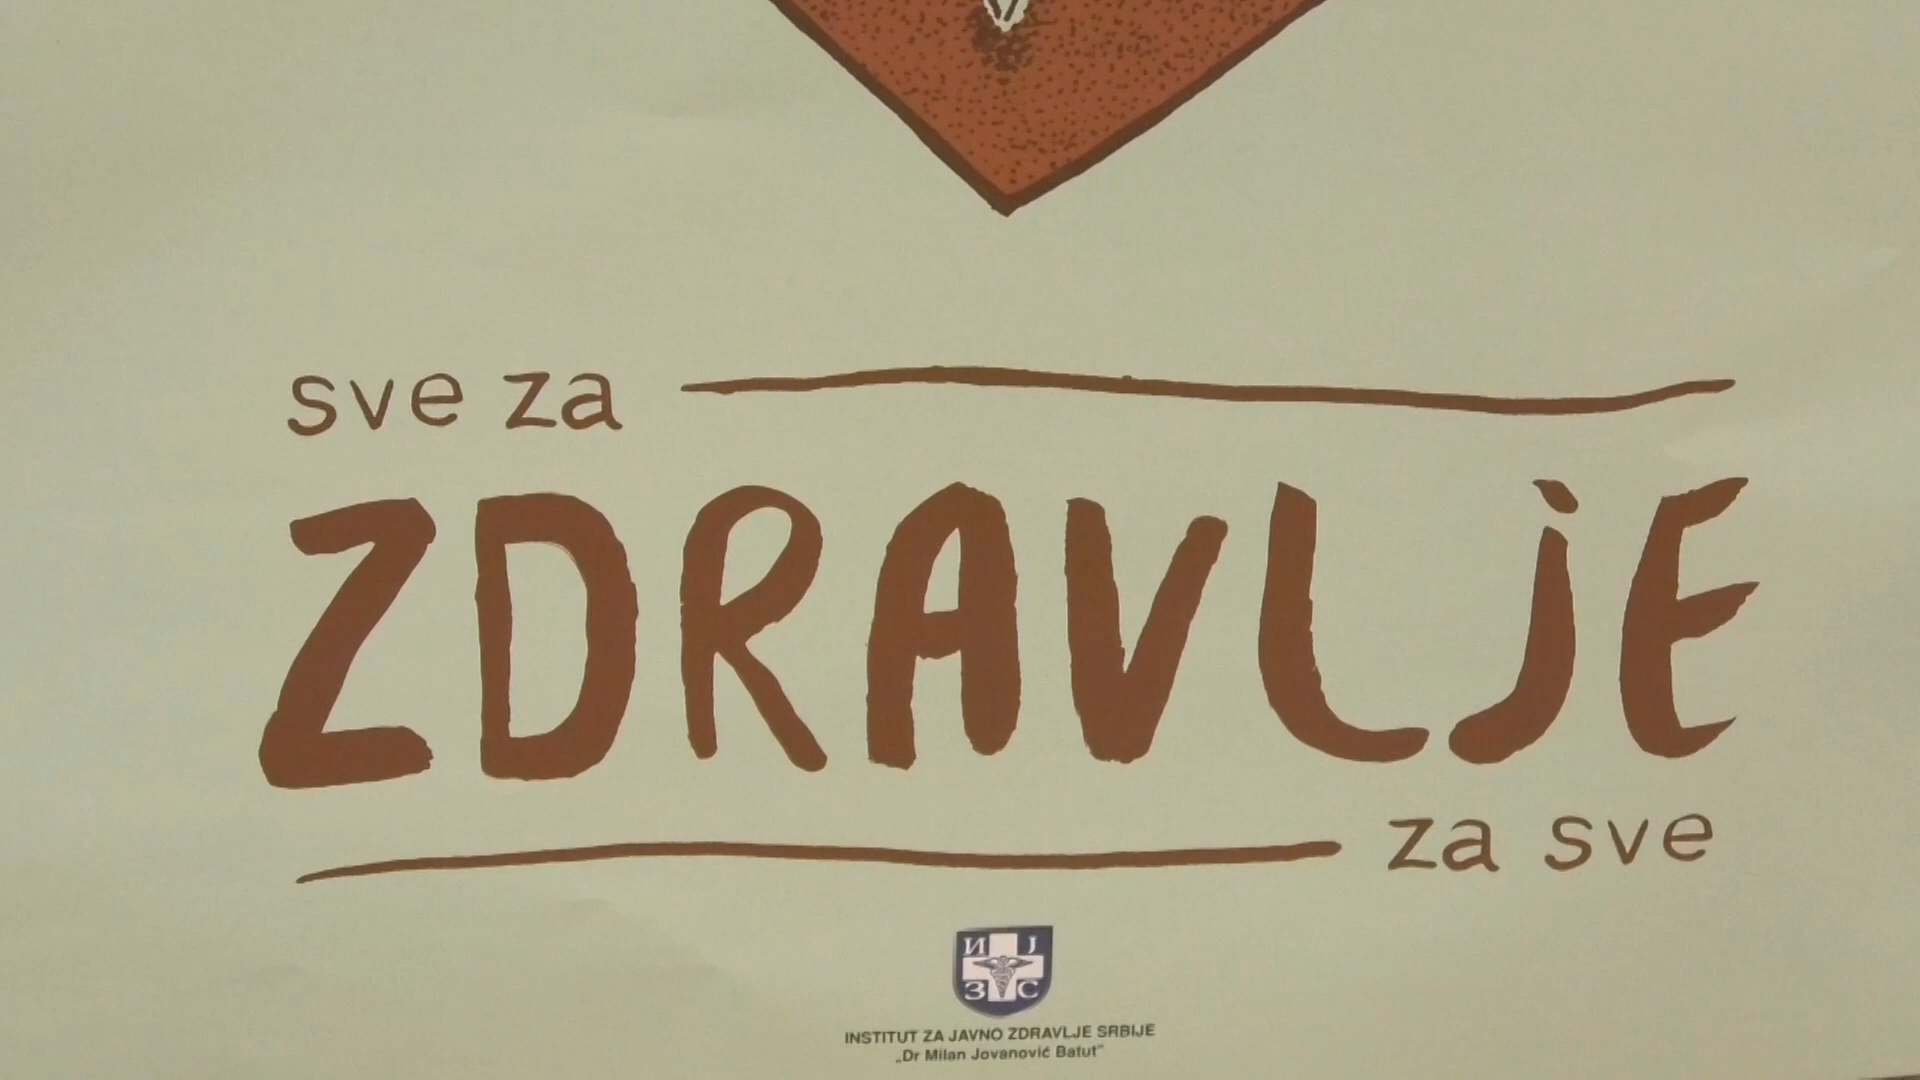 sve za
ZDRAVLjE
za sve
И Ј
З С
INSTITUT ZA JAVNO ZDRAVLJE SRBIJE
„Dr Milan Jovanović Batut"